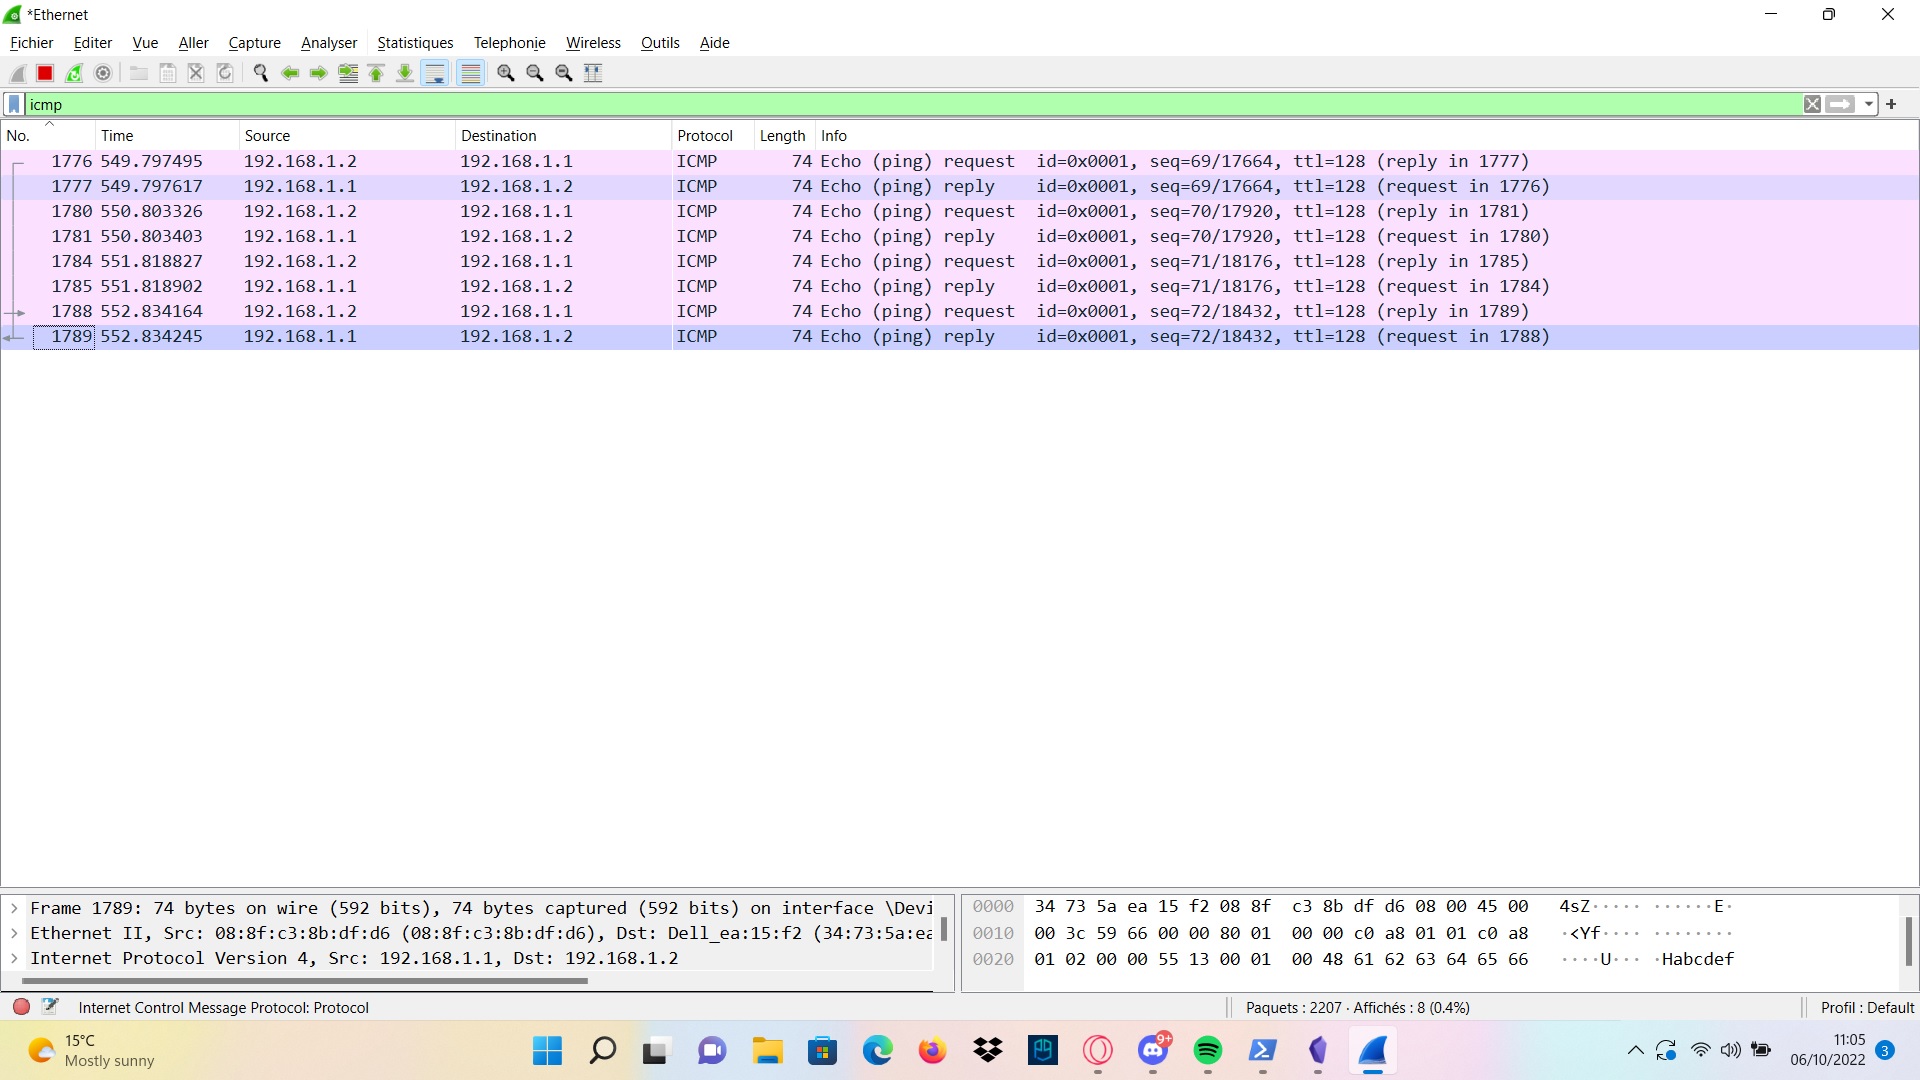 *Ethernet
Fichier Editer Vue Aller Capture Analyser Statistiques Telephonie Wireless Outils Aide
icmp
No. Time Source Destination Protocol Length Info
1776 549.797495 192.168.1.2 192.168.1.1 ICMP 74 Echo (ping) request id=0x0001, seq=69/17664, ttl=128 (reply in 1777)
1777 549.797617 192.168.1.1 192.168.1.2 ICMP 74 Echo (ping) reply id=0x0001, seq=69/17664, ttl=128 (request in 1776)
1780 550.803326 192.168.1.2 192.168.1.1 ICMP 74 Echo (ping) request id=0x0001, seq=70/17920, ttl=128 (reply in 1781)
1781 550.803403 192.168.1.1 192.168.1.2 ICMP 74 Echo (ping) reply id=0x0001, seq=70/17920, ttl=128 (request in 1780)
1784 551.818827 192.168.1.2 192.168.1.1 ICMP 74 Echo (ping) request id=0x0001, seq=71/18176, ttl=128 (reply in 1785)
1785 551.818902 192.168.1.1 192.168.1.2 ICMP 74 Echo (ping) reply id=0x0001, seq=71/18176, ttl=128 (request in 1784)
1788 552.834164 192.168.1.2 192.168.1.1 ICMP 74 Echo (ping) request id=0x0001, seq=72/18432, ttl=128 (reply in 1789)
1789 552.834245 192.168.1.1 192.168.1.2 ICMP 74 Echo (ping) reply id=0x0001, seq=72/18432, ttl=128 (request in 1788)
Frame 1789: 74 bytes on wire (592 bits), 74 bytes captured (592 bits) on interface \Devi
Ethernet II, Src: 08:8f:c3:8b:df:d6 (08:8f:c3:8b:df:d6), Dst: Dell_ea:15:f2 (34:73:5a:ea
Internet Protocol Version 4, Src: 192.168.1.1, Dst: 192.168.1.2
0000 34 73 5a ea 15 f2 08 8f c3 8b df d6 08 00 45 00 4sZ····· ······E·
0010 00 3c 59 66 00 00 80 01 00 00 c0 a8 01 01 c0 a8 ·<Yf···· ········
0020 01 02 00 00 55 13 00 01 00 48 61 62 63 64 65 66 ····U··· ·Habcdef
Internet Control Message Protocol: Protocol
Paquets : 2207 · Affichés : 8 (0.4%)
Profil : Default
15°C
Mostly sunny
9+
11:05
06/10/2022
3